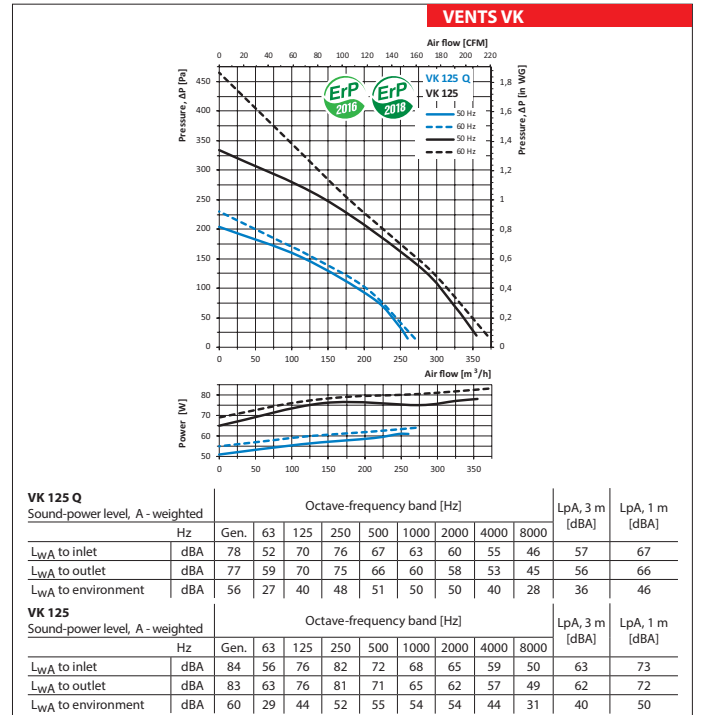 VENTS VK
Air flow [CFM]
0 20 40 60 80 100 120 140 160 180 200 220
Pressure, ΔP [Pa]
450
400
350
300
250
200
150
100
50
0
ErP
2016
ErP
2018
VK 125 Q
VK 125
50 Hz
60 Hz
50 Hz
60 Hz
Pressure, ΔP [in WG]
1,8
1,6
1,4
1,2
1
0,8
0,6
0,4
0,2
0
0 50 100 150 200 250 300 350
Air flow [m³/h]
Power [W]
80
70
60
50
0 50 100 150 200 250 300 350
VK 125 Q
Sound-power level, A - weighted
Octave-frequency band [Hz]
LpA, 3 m [dBA]
LpA, 1 m [dBA]
Hz Gen. 63 125 250 500 1000 2000 4000 8000
LWA to inlet dBA 78 52 70 76 67 63 60 55 46 57 67
LWA to outlet dBA 77 59 70 75 66 60 58 53 45 56 66
LWA to environment dBA 56 27 40 48 51 50 50 40 28 36 46
VK 125
Sound-power level, A - weighted
Octave-frequency band [Hz]
LpA, 3 m [dBA]
LpA, 1 m [dBA]
Hz Gen. 63 125 250 500 1000 2000 4000 8000
LWA to inlet dBA 84 56 76 82 72 68 65 59 50 63 73
LWA to outlet dBA 83 63 76 81 71 65 62 57 49 62 72
LWA to environment dBA 60 29 44 52 55 54 54 44 31 40 50